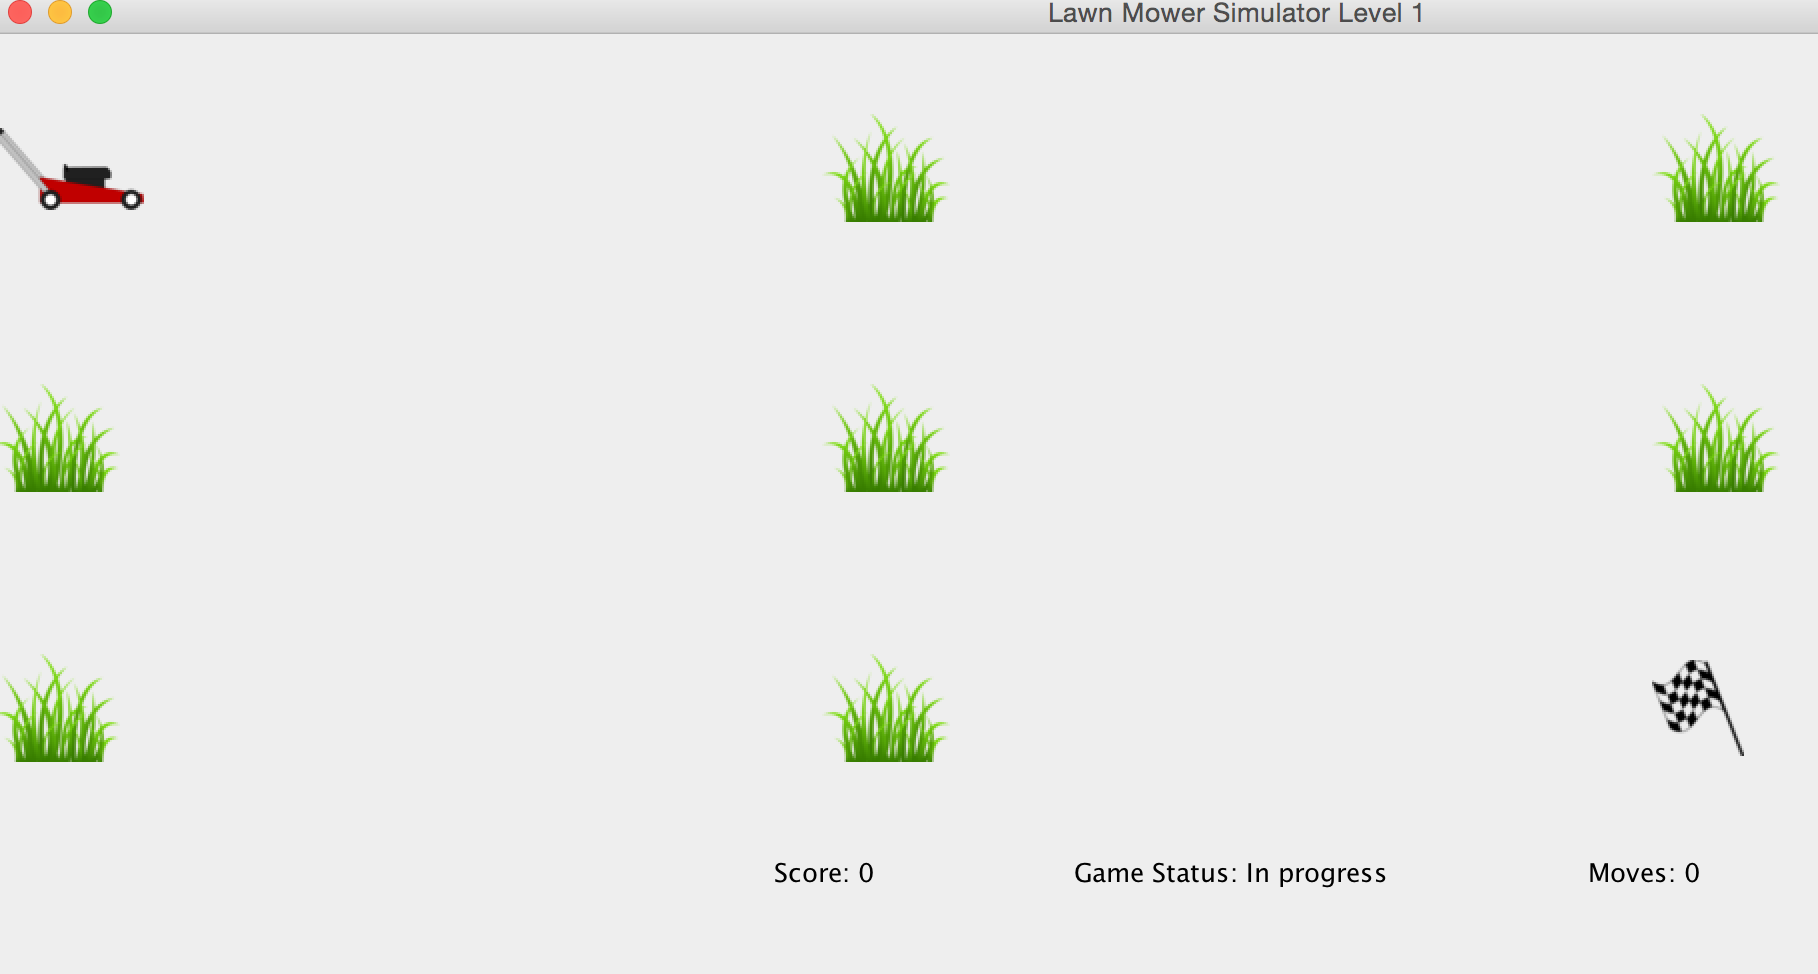 Lawn Mower Simulator Level 1
Score: 0 Game Status: In progress Moves: 0